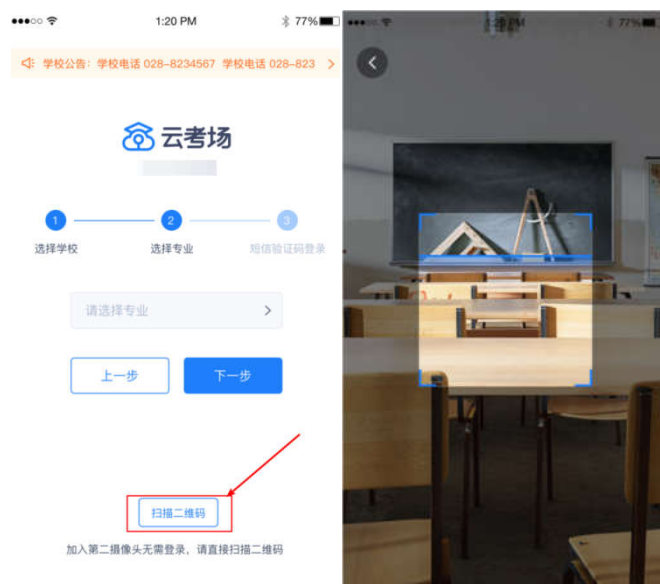 1:20 PM
77%
学校公告：学校电话 028-8234567 学校电话 028-823
云考场
1
2
3
选择学校
选择专业
短信验证码登录
请选择专业
上一步
下一步
扫描二维码
加入第二摄像头无需登录，请直接扫描二维码
1:20 PM
77%